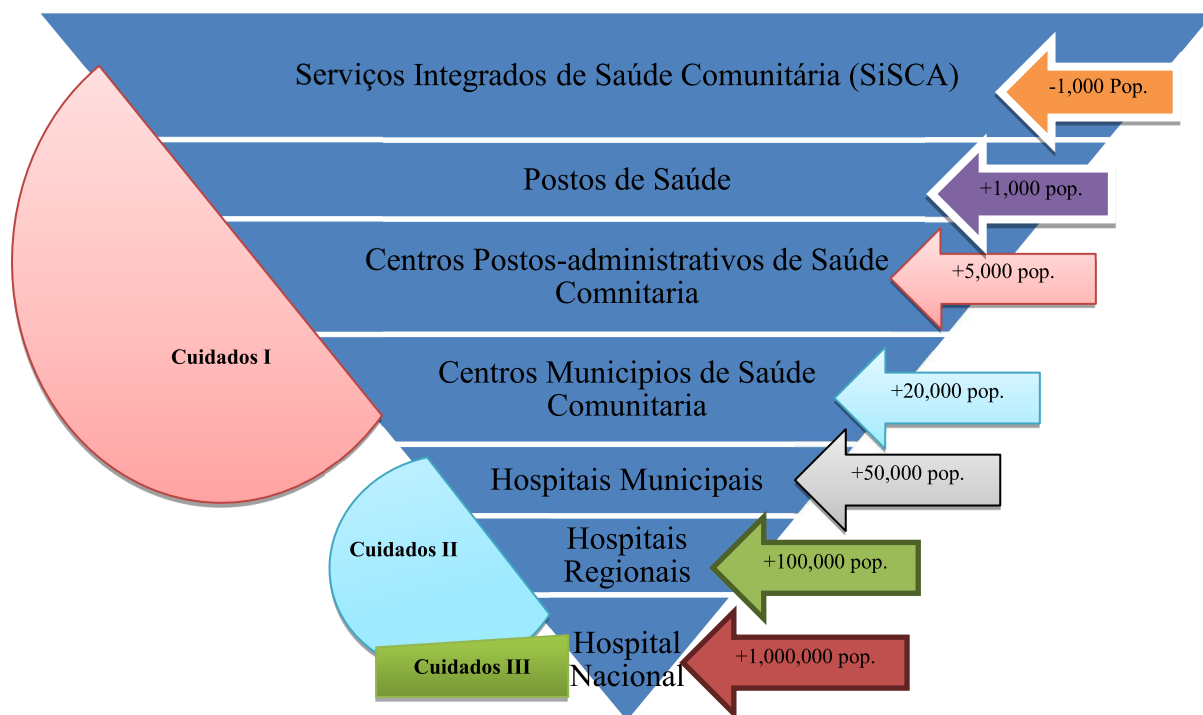 Serviços Integrados de Saúde Comunitária (SiSCA)
-1,000 Pop.
Postos de Saúde
+1,000 pop.
Centros Postos-administrativos de Saúde
Comnitaria
+5,000 pop.
Cuidados I
Centros Municipios de Saúde
Comunitaria
+20,000 pop.
Hospitais Municipais
+50,000 pop.
Cuidados II
Hospitais
Regionais
+100,000 pop.
Cuidados III
Hospital
Nacional
+1,000,000 pop.